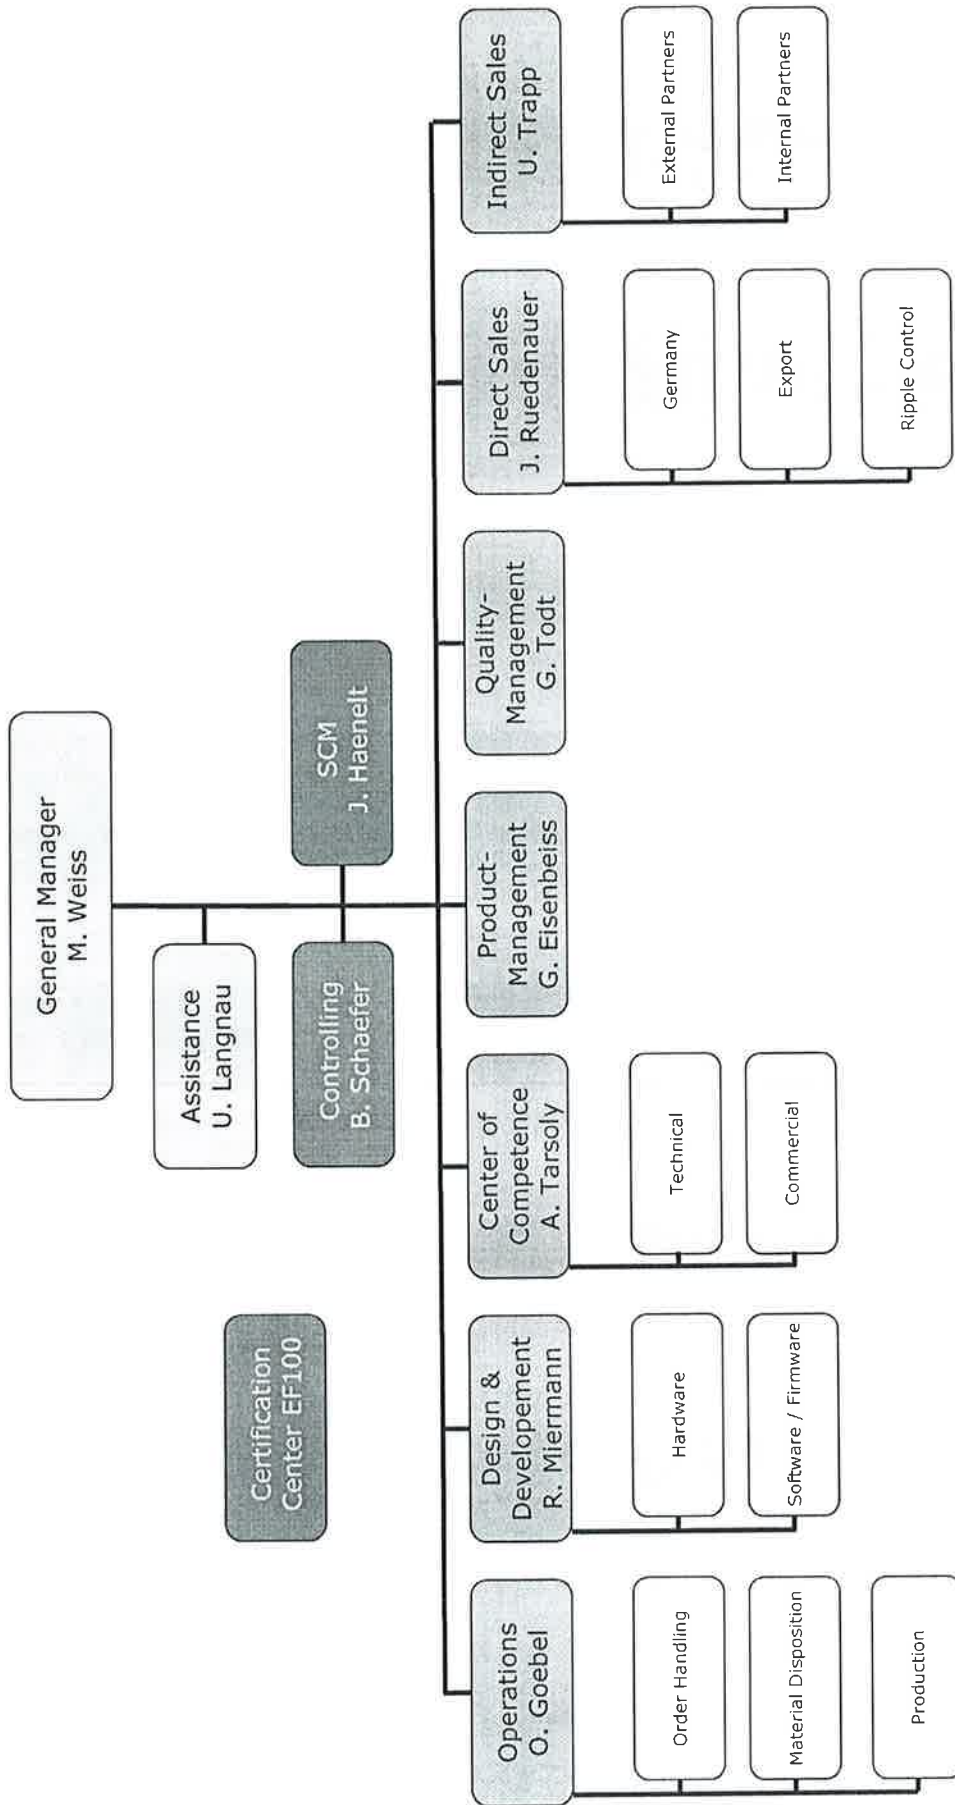 General Manager
M. Weiss
Assistance
U. Langnau
Certification
Center EF100
Controlling
B. Schaefer
SCM
J. Haenelt
Operations
O. Goebel
Design &
Developement
R. Miermann
Center of
Competence
A. Tarsoly
Product-
Management
G. Eisenbeiss
Quality-
Management
G. Todt
Direct Sales
J. Ruedenauer
Indirect Sales
U. Trapp
Order Handling
Material Disposition
Production
Hardware
Software / Firmware
Technical
Commercial
Germany
Export
Ripple Control
External Partners
Internal Partners